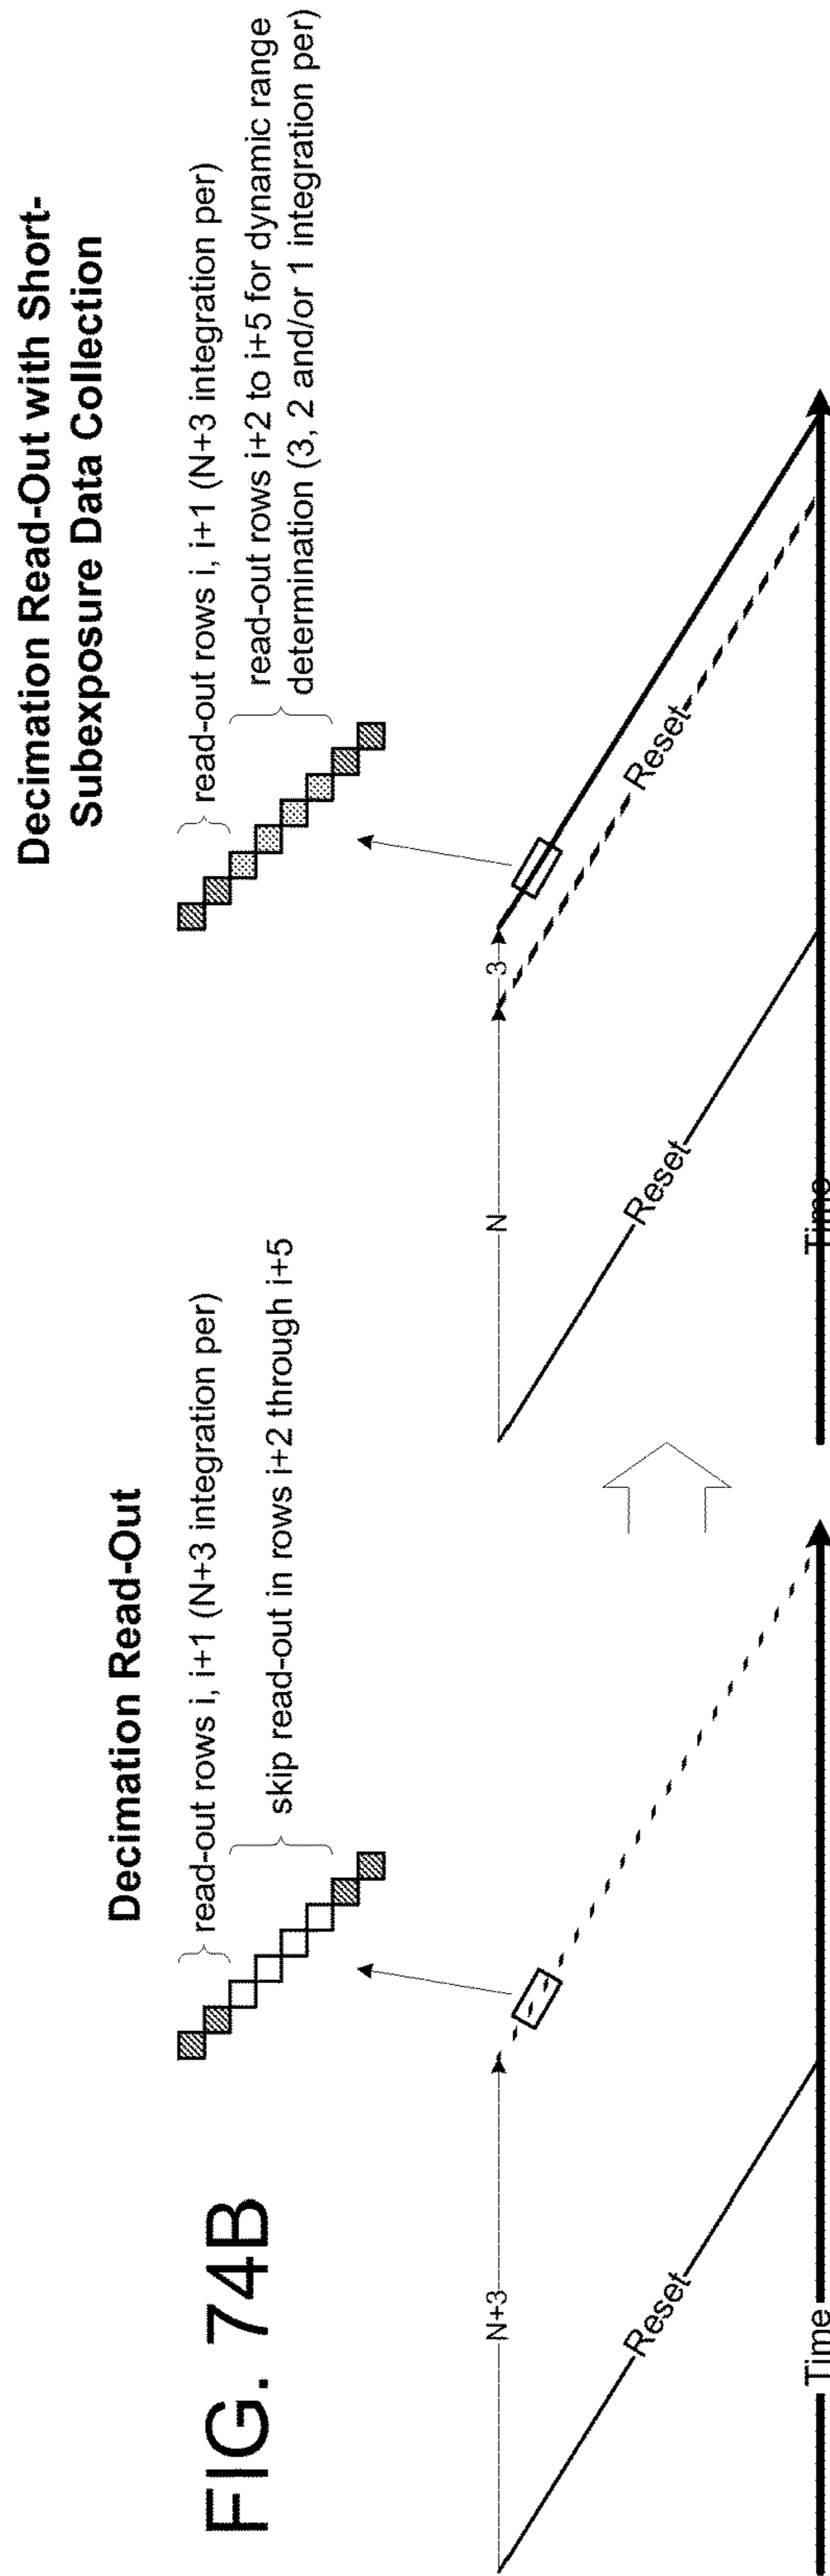 FIG. 74B
Decimation Read-Out
read-out rows i, i+1 (N+3 integration per)
skip read-out in rows i+2 through i+5
N+3
Reset
Time
Decimation Read-Out with Short-
Subexposure Data Collection
read-out rows i, i+1 (N+3 integration per)
read-out rows i+2 to i+5 for dynamic range
determination (3, 2 and/or 1 integration per)
N
3
Reset
Reset
Time